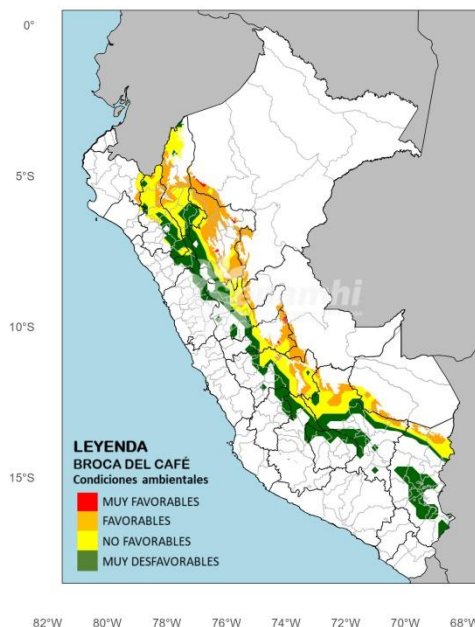 0°
5°S
10°S
15°S
senamhi
LEYENDA
BROCA DEL CAFÉ
Condiciones ambientales
MUY FAVORABLES
FAVORABLES
NO FAVORABLES
MUY DESFAVORABLES
82°W 80°W 78°W 76°W 74°W 72°W 70°W 68°W